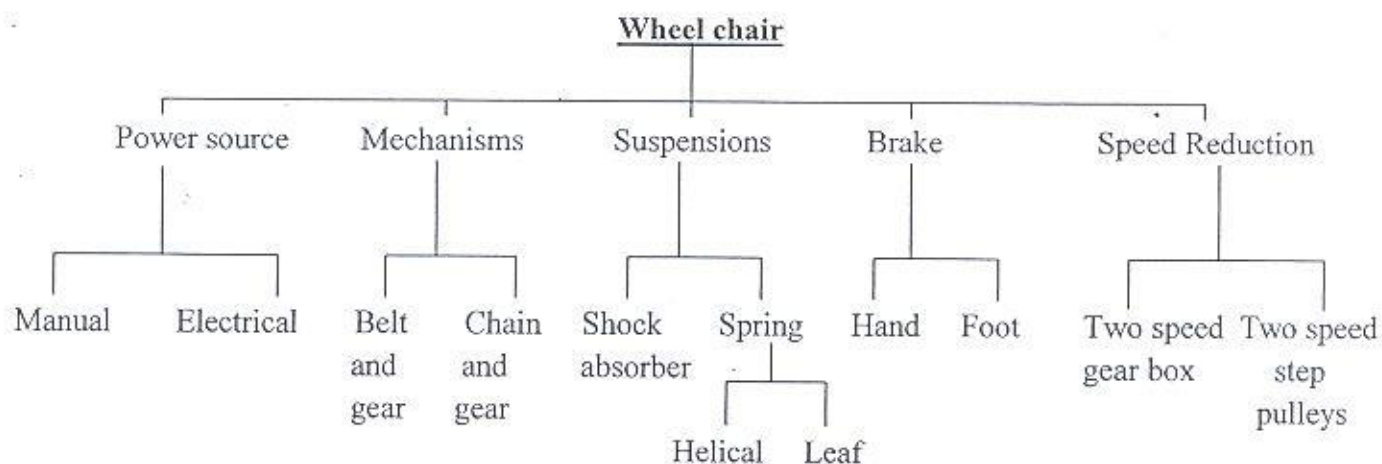 Wheel chair
Power source
Mechanisms
Suspensions
Brake
Speed Reduction
Manual
Electrical
Belt
and
gear
Chain
and
gear
Shock
absorber
Spring
Hand
Foot
Two speed
gear box
Two speed
step
pulleys
Helical
Leaf